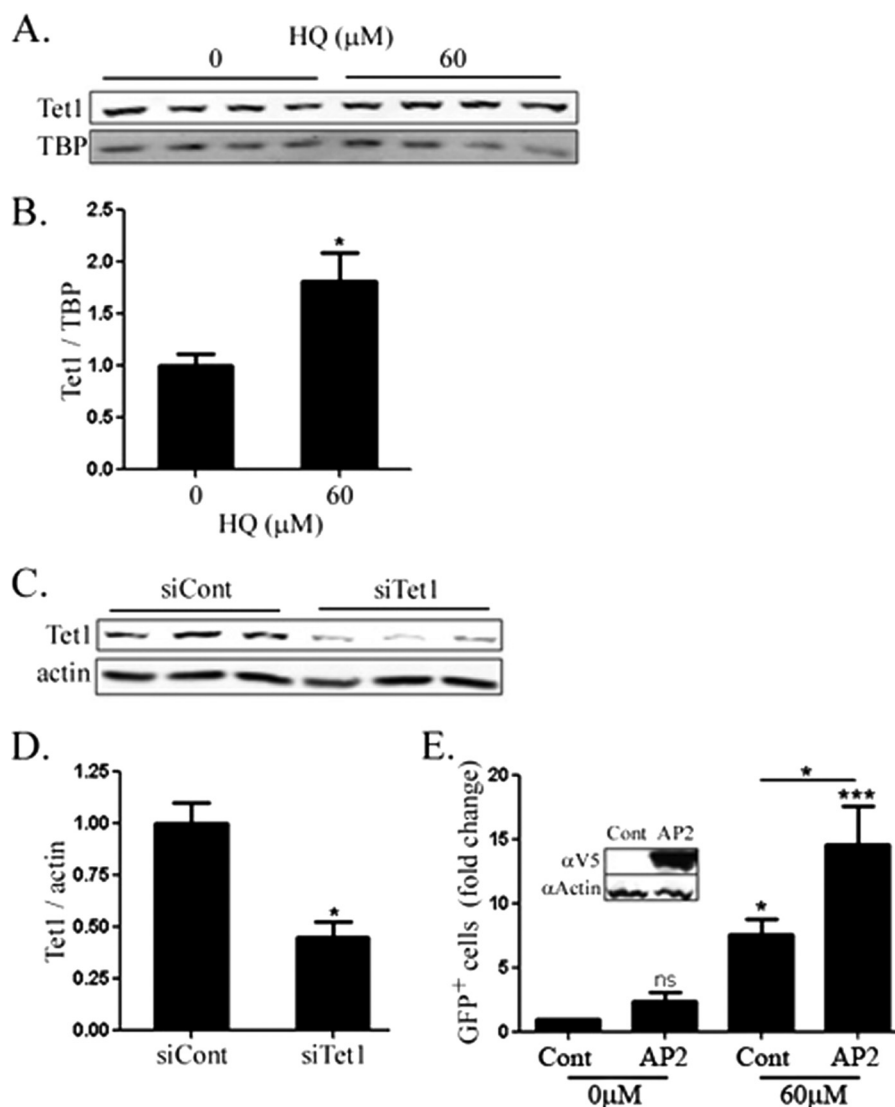 A.
HQ (μM)
0 60
Tet1
TBP
B.
2.5
2.0
1.5
1.0
0.5
0.0
Tet1 / TBP
*
0 60
HQ (μM)
C.
siCont siTet1
Tet1
actin
D.
1.25
1.00
0.75
0.50
0.25
0.00
Tet1 / actin
*
siCont siTet1
E.
20
15
10
5
0
GFP+ cells (fold change)
Cont AP2
αV5
αActin
*
***
*
ns
Cont AP2 Cont AP2
0μM 60μM